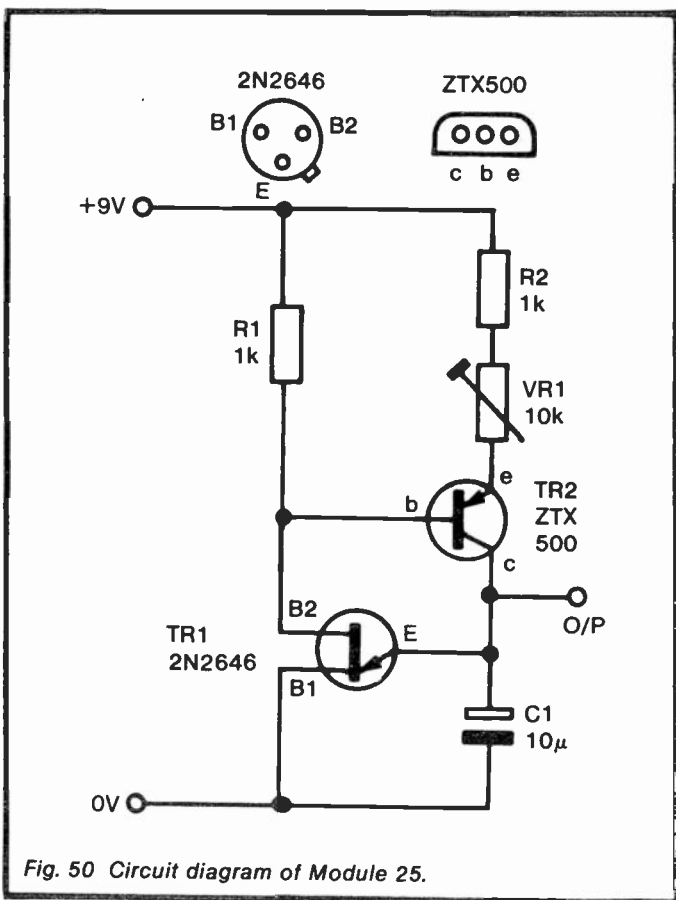 2N2646
B1
B2
E
ZTX500
c b e
+9V
R1
1k
R2
1k
VR1
10k
e
b
TR2
ZTX
500
c
O/P
B2
E
TR1
2N2646
B1
C1
10μ
0V
Fig. 50 Circuit diagram of Module 25.